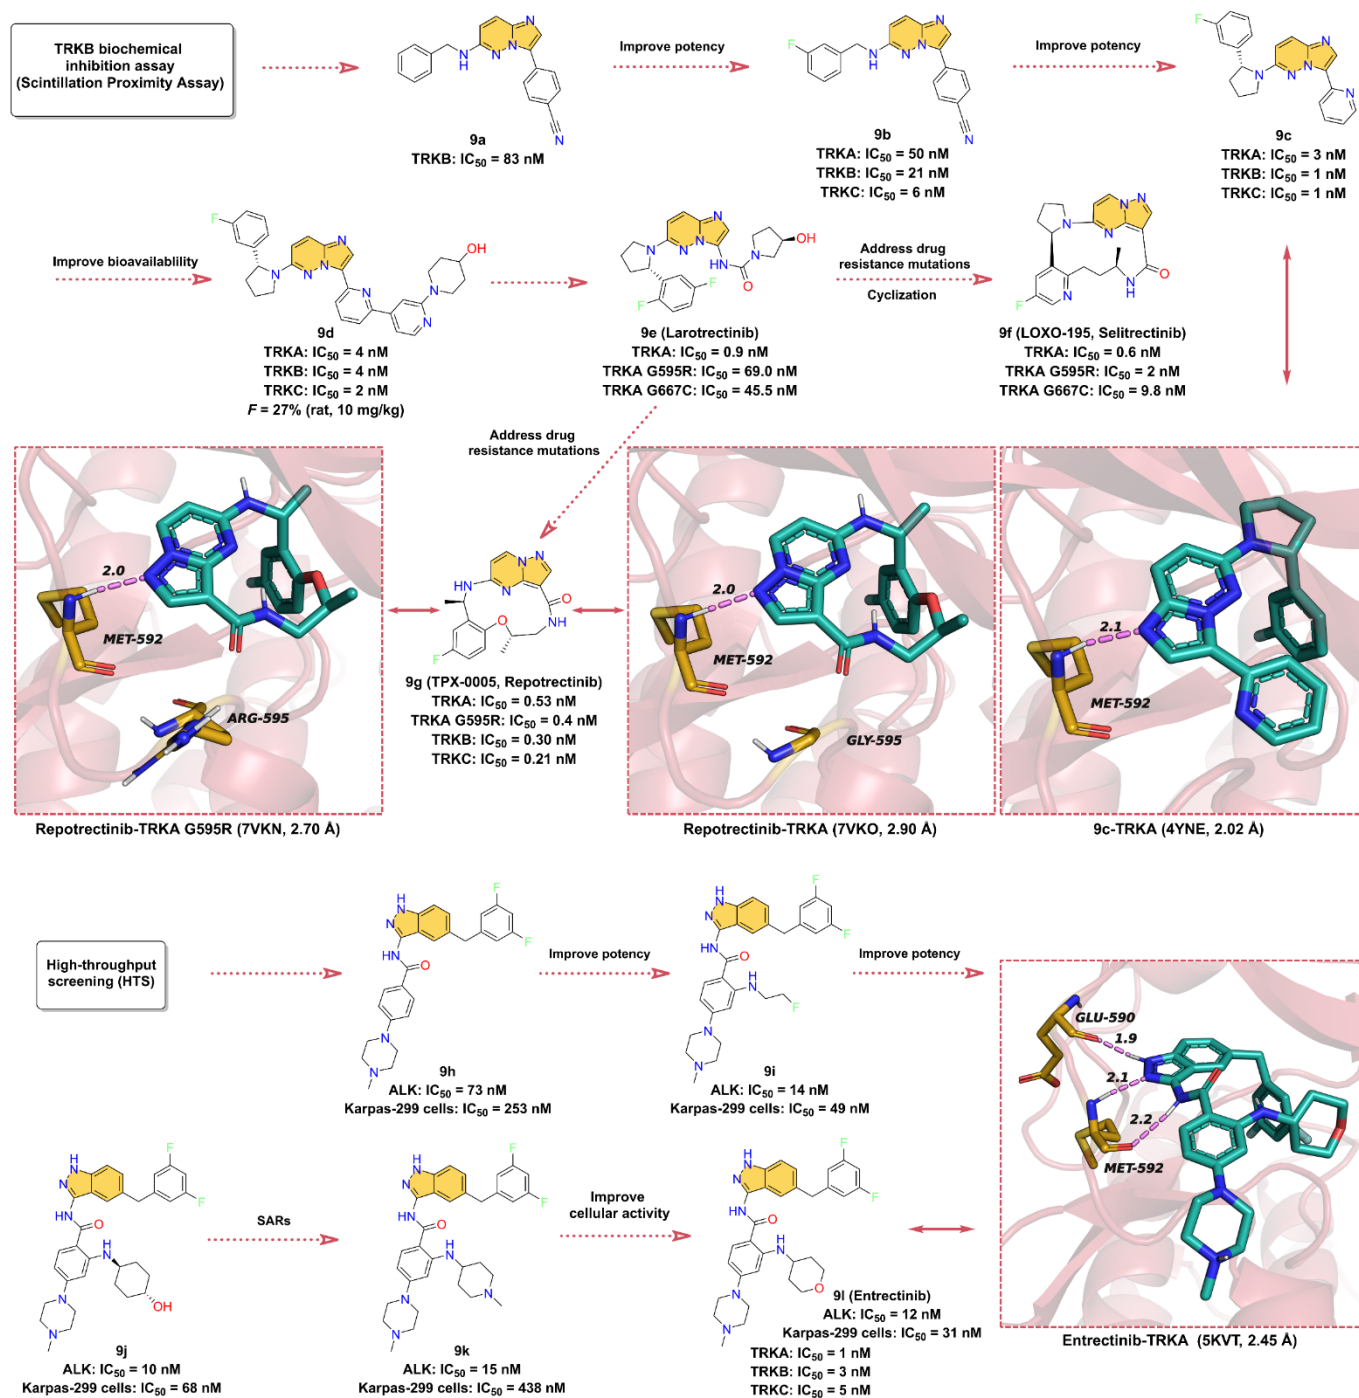 TRKB biochemical
inhibition assay
(Scintillation Proximity Assay)
9a
TRKB: IC50 = 83 nM
Improve potency
9b
TRKA: IC50 = 50 nM
TRKB: IC50 = 21 nM
TRKC: IC50 = 6 nM
Improve potency
9c
TRKA: IC50 = 3 nM
TRKB: IC50 = 1 nM
TRKC: IC50 = 1 nM
Improve bioavailablility
9d
TRKA: IC50 = 4 nM
TRKB: IC50 = 4 nM
TRKC: IC50 = 2 nM
F = 27% (rat, 10 mg/kg)
9e (Larotrectinib)
TRKA: IC50 = 0.9 nM
TRKA G595R: IC50 = 69.0 nM
TRKA G667C: IC50 = 45.5 nM
Address drug
resistance mutations
Cyclization
9f (LOXO-195, Selitrectinib)
TRKA: IC50 = 0.6 nM
TRKA G595R: IC50 = 2 nM
TRKA G667C: IC50 = 9.8 nM
Address drug
resistance mutations
2.0
MET-592
ARG-595
Repotrectinib-TRKA G595R (7VKN, 2.70 Å)
9g (TPX-0005, Repotrectinib)
TRKA: IC50 = 0.53 nM
TRKA G595R: IC50 = 0.4 nM
TRKB: IC50 = 0.30 nM
TRKC: IC50 = 0.21 nM
2.0
MET-592
GLY-595
Repotrectinib-TRKA (7VKO, 2.90 Å)
2.1
MET-592
9c-TRKA (4YNE, 2.02 Å)
High-throughput
screening (HTS)
9h
ALK: IC50 = 73 nM
Karpas-299 cells: IC50 = 253 nM
Improve potency
9i
ALK: IC50 = 14 nM
Karpas-299 cells: IC50 = 49 nM
Improve potency
9j
ALK: IC50 = 10 nM
Karpas-299 cells: IC50 = 68 nM
SARs
9k
ALK: IC50 = 15 nM
Karpas-299 cells: IC50 = 438 nM
Improve
cellular activity
9l (Entrectinib)
ALK: IC50 = 12 nM
Karpas-299 cells: IC50 = 31 nM
TRKA: IC50 = 1 nM
TRKB: IC50 = 3 nM
TRKC: IC50 = 5 nM
GLU-590
1.9
2.1
2.2
MET-592
Entrectinib-TRKA (5KVT, 2.45 Å)